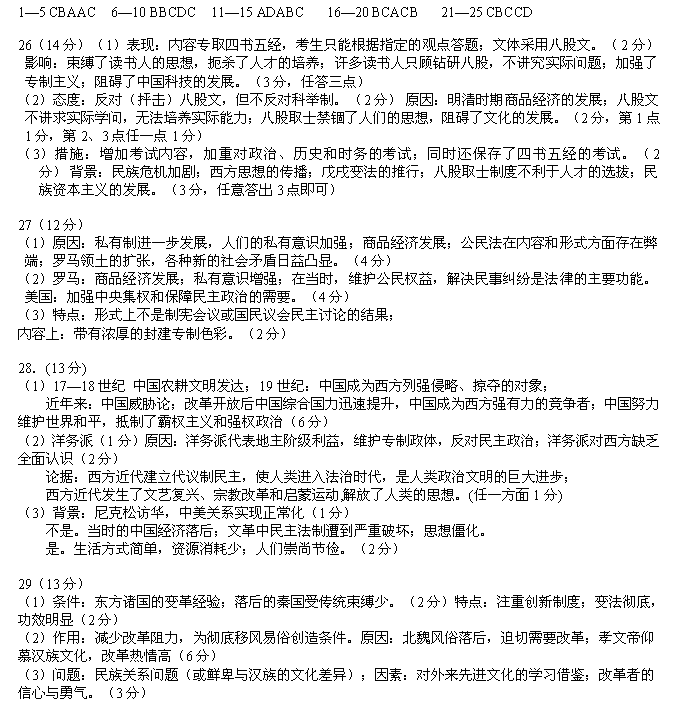 1—5 CBAAC 6—10 BBCDC 11—15 ADABC 16—20 BCACB 21—25 CBCCD
26（14 分）（1）表现：内容专取四书五经，考生只能根据指定的观点答题；文体采用八股文。（2 分）
影响：束缚了读书人的思想，扼杀了人才的培养；许多读书人只顾钻研八股，不讲究实际问题；加强了
专制主义；阻碍了中国科技的发展。（3分，任答三点）
（2）态度：反对（抨击）八股文，但不反对科举制。（2分） 原因：明清时期商品经济的发展；八股文
不讲求实际学问，无法培养实际能力；八股取士禁锢了人们的思想，阻碍了文化的发展。（2分，第 1 点
1分，第 2、3点任一点 1分）
（3）措施：增加考试内容，加重对政治、历史和时务的考试；同时还保存了四书五经的考试。（2
分） 背景：民族危机加剧；西方思想的传播；戊戌变法的推行；八股取士制度不利于人才的选拔；民
族资本主义的发展。（3分，任意答出 3点即可）
27（12分）
（1）原因：私有制进一步发展，人们的私有意识加强；商品经济发展；公民法在内容和形式方面存在弊
端；罗马领土的扩张，各种新的社会矛盾日益凸显。（4分）
（2）罗马：商品经济发展；私有意识增强；在当时，维护公民权益，解决民事纠纷是法律的主要功能。
美国：加强中央集权和保障民主政治的需要。（4分）
（3）特点：形式上不是制宪会议或国民议会民主讨论的结果；
内容上：带有浓厚的封建专制色彩。（2分）
28．(13分)
（1）17—18世纪 中国农耕文明发达；19 世纪：中国成为西方列强侵略、掠夺的对象；
近年来：中国威胁论；改革开放后中国综合国力迅速提升，中国成为西方强有力的竞争者；中国努力
维护世界和平，抵制了霸权主义和强权政治（6分）
（2）洋务派（1分）原因：洋务派代表地主阶级利益，维护专制政体，反对民主政治；洋务派对西方缺乏
全面认识（2分）
论据：西方近代建立代议制民主，使人类进入法治时代，是人类政治文明的巨大进步；
西方近代发生了文艺复兴、宗教改革和启蒙运动,解放了人类的思想。(任一方面 1 分)
（3）背景：尼克松访华，中美关系实现正常化（1分）
不是。当时的中国经济落后；文革中民主法制遭到严重破坏；思想僵化。
是。生活方式简单，资源消耗少；人们崇尚节俭。（2分）
29（13分）
（1）条件：东方诸国的变革经验；落后的秦国受传统束缚少。（2分）特点：注重创新制度；变法彻底，
功效明显（2分）
（2）作用：减少改革阻力，为彻底移风易俗创造条件。原因：北魏风俗落后，迫切需要改革；孝文帝仰
慕汉族文化，改革热情高（6分）
（3）问题：民族关系问题（或鲜卑与汉族的文化差异）；因素：对外来先进文化的学习借鉴；改革者的
信心与勇气。（3分）